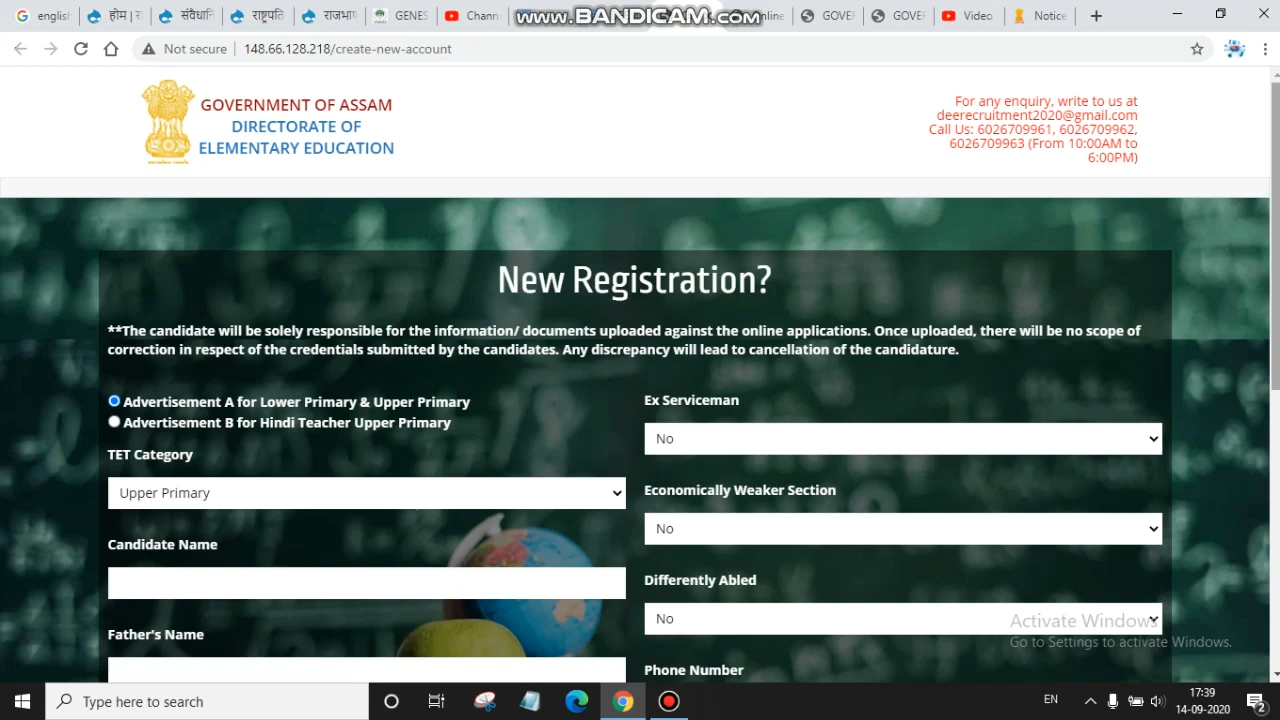 english
होम | र
संवैधानि
राष्ट्रपति
राजभाष
GENES
Chann
www.BANDICAM.com
nline
GOVEF
GOVEF
Video
Notice
Not secure
148.66.128.218/create-new-account
GOVERNMENT OF ASSAM
DIRECTORATE OF
ELEMENTARY EDUCATION
For any enquiry, write to us at
deerecruitment2020@gmail.com
Call Us: 6026709961, 6026709962,
6026709963 (From 10:00AM to
6:00PM)
New Registration?
**The candidate will be solely responsible for the information/ documents uploaded against the online applications. Once uploaded, there will be no scope of
correction in respect of the credentials submitted by the candidates. Any discrepancy will lead to cancellation of the candidature.
Advertisement A for Lower Primary & Upper Primary
Advertisement B for Hindi Teacher Upper Primary
TET Category
Upper Primary
Candidate Name
Father's Name
Ex Serviceman
No
Economically Weaker Section
No
Differently Abled
No
Phone Number
Activate Windows
Go to Settings to activate Windows.
Type here to search
EN
17:39
14-09-2020
2